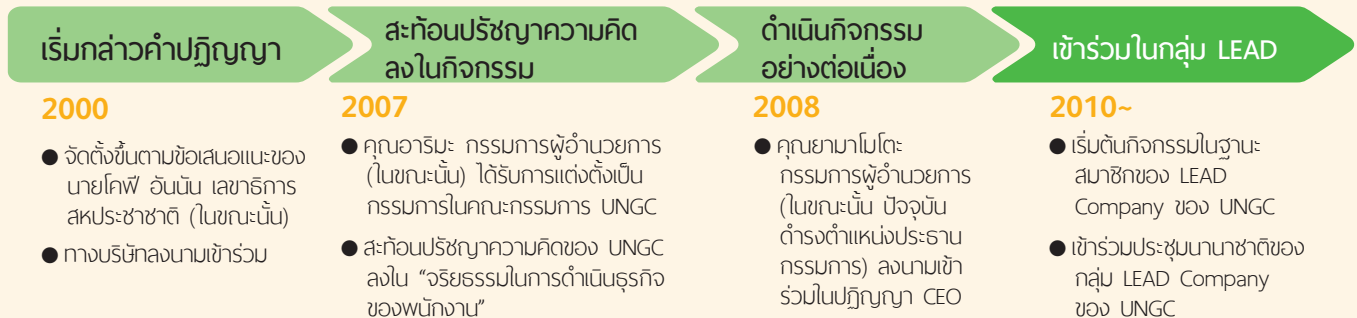 เริ่มกล่าวคำปฏิญญา
2000
● จัดตั้งขึ้นตามข้อเสนอแนะของ
นายโคฟี อันนัน เลขาธิการ
สหประชาชาติ (ในขณะนั้น)
● ทางบริษัทลงนามเข้าร่วม
สะท้อนปรัชญาความคิด
ลงในกิจกรรม
2007
● คุณอาริมะ กรรมการผู้อำนวยการ
(ในขณะนั้น) ได้รับการแต่งตั้งเป็น
กรรมการในคณะกรรมการ UNGC
● สะท้อนปรัชญาความคิดของ UNGC
ลงใน “จริยธรรมในการดำเนินธุรกิจ
ของพนักงาน”
ดำเนินกิจกรรม
อย่างต่อเนื่อง
2008
● คุณยามาโมโตะ
กรรมการผู้อำนวยการ
(ในขณะนั้น ปัจจุบัน
ดำรงตำแหน่งประธาน
กรรมการ) ลงนามเข้า
ร่วมในปฏิญญา CEO
เข้าร่วมในกลุ่ม LEAD
2010~
● เริ่มต้นกิจกรรมในฐานะ
สมาชิกของ LEAD
Company ของ UNGC
● เข้าร่วมประชุมนานาชาติของ
กลุ่ม LEAD Company
ของ UNGC